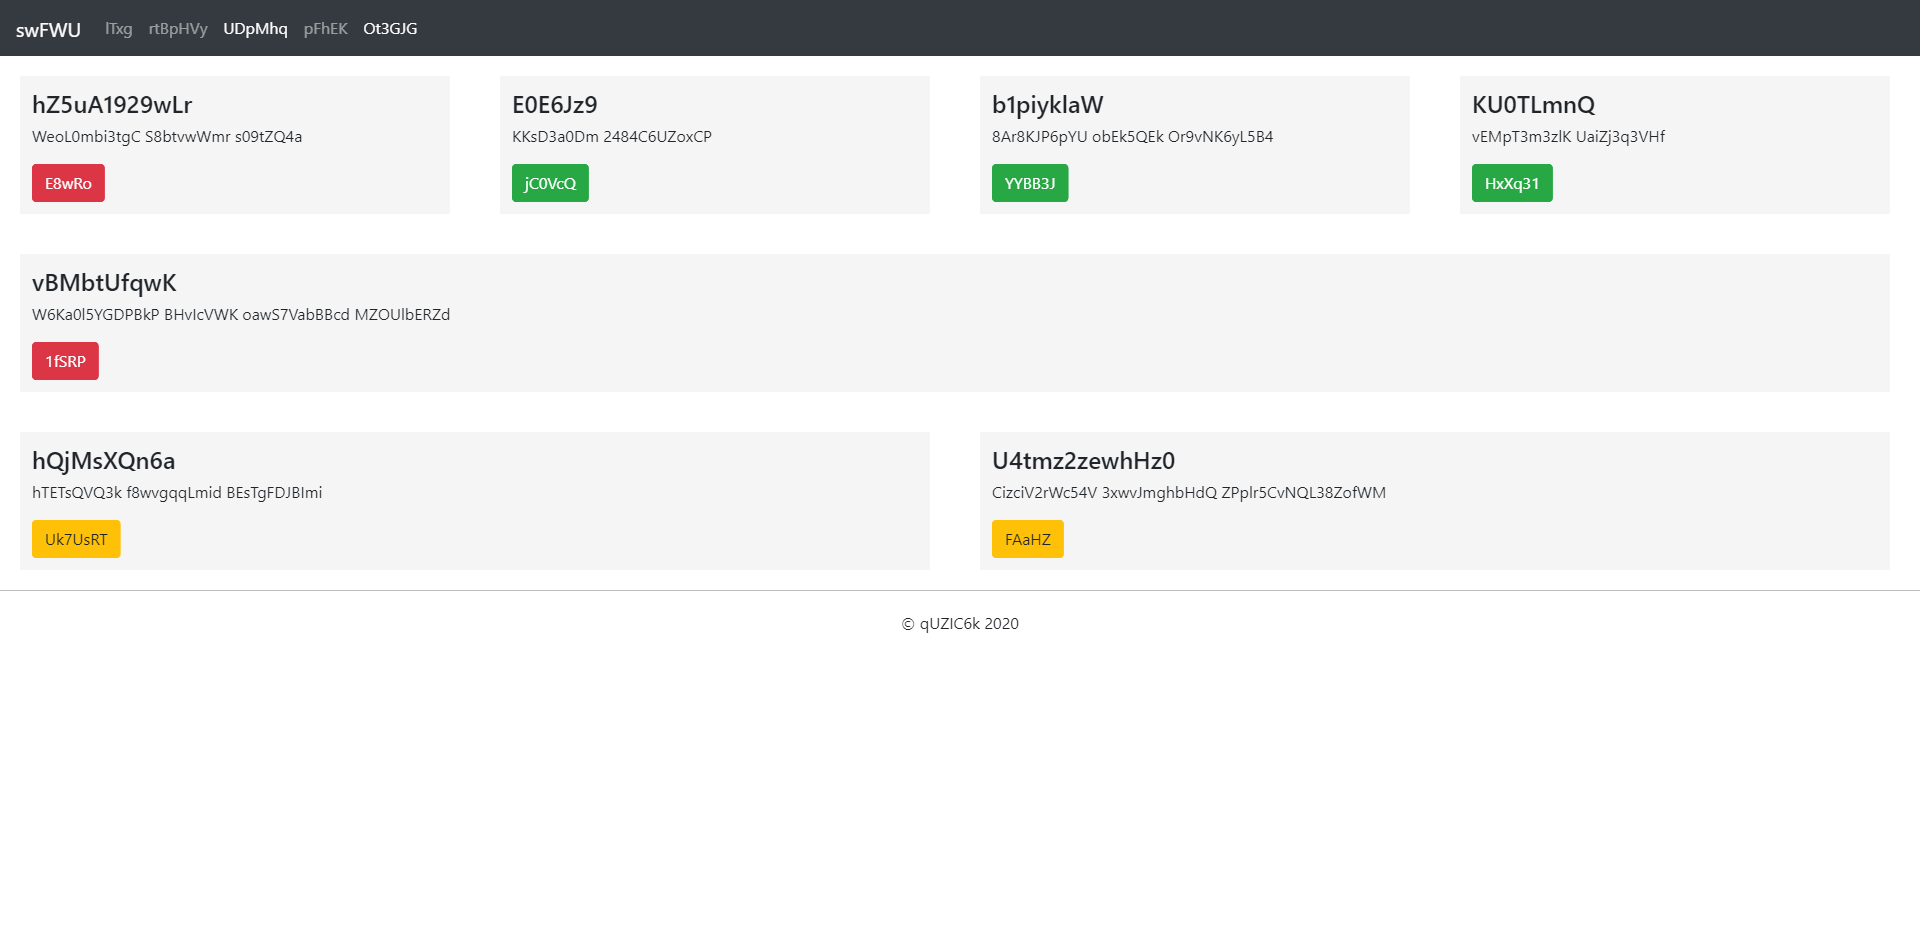 swFWU lTxg rtBpHVy UDpMhq pFhEK Ot3GJG
hZ5uA1929wLr
WeoL0mbi3tgC S8btvwWmr s09tZQ4a
E8wRo
E0E6Jz9
KKsD3a0Dm 2484C6UZoxCP
jC0VcQ
b1piyklaW
8Ar8KJP6pYU obEk5QEk Or9vNK6yL5B4
YYBB3J
KU0TLmnQ
vEMpT3m3zlK UaiZj3q3VHf
HxXq31
vBMbtUfqwK
W6Ka0l5YGDPBkP BHvIcVWK oawS7VabBBcd MZOUlbERZd
1fSRP
hQjMsXQn6a
hTETsQVQ3k f8wvgqqLmid BEsTgFDJBImi
Uk7UsRT
U4tmz2zewhHz0
CizciV2rWc54V 3xwvJmghbHdQ ZPplr5CvNQL38ZofWM
FAaHZ
© qUZIC6k 2020